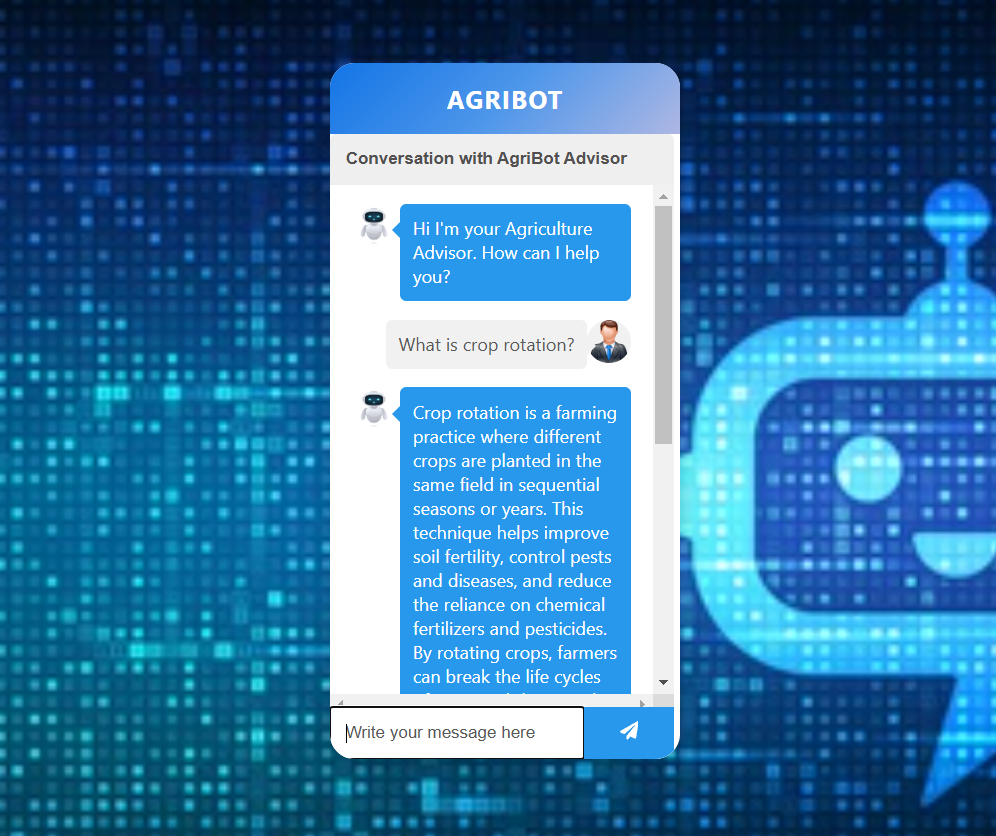 AGRIBOT
Conversation with AgriBot Advisor
Hi I'm your Agriculture
Advisor. How can I help
you?
What is crop rotation?
Crop rotation is a farming
practice where different
crops are planted in the
same field in sequential
seasons or years. This
technique helps improve
soil fertility, control pests
and diseases, and reduce
the reliance on chemical
fertilizers and pesticides.
By rotating crops, farmers
can break the life cycles
Write your message here